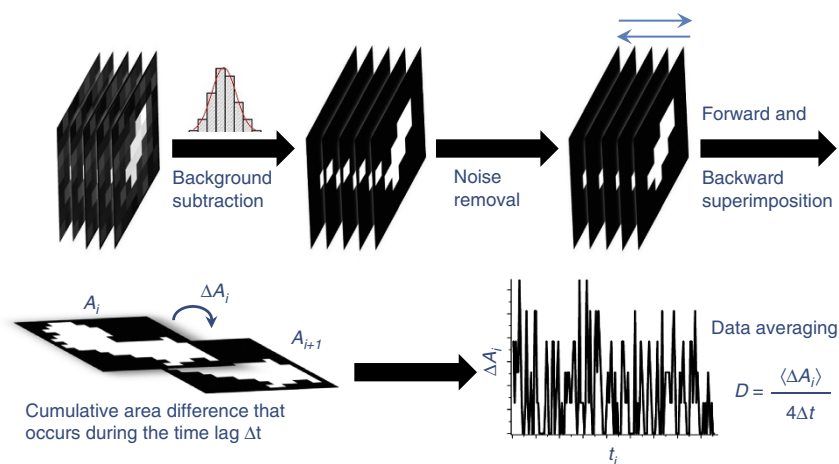 Background
subtraction
Noise
removal
Forward and
Backward
superimposition
A_i
ΔA_i
A_{i+1}
Cumulative area difference that
occurs during the time lag Δt
ΔA_i
t_i
Data averaging
D = ⟨ΔA_i⟩ / 4Δt